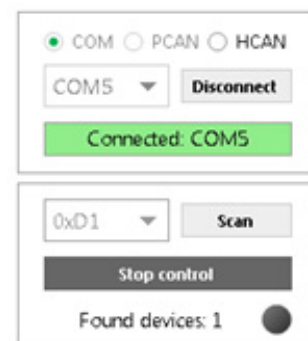 COM PCAN HCAN
COM5 Disconnect
Connected: COM5
0xD1 Scan
Stop control
Found devices: 1